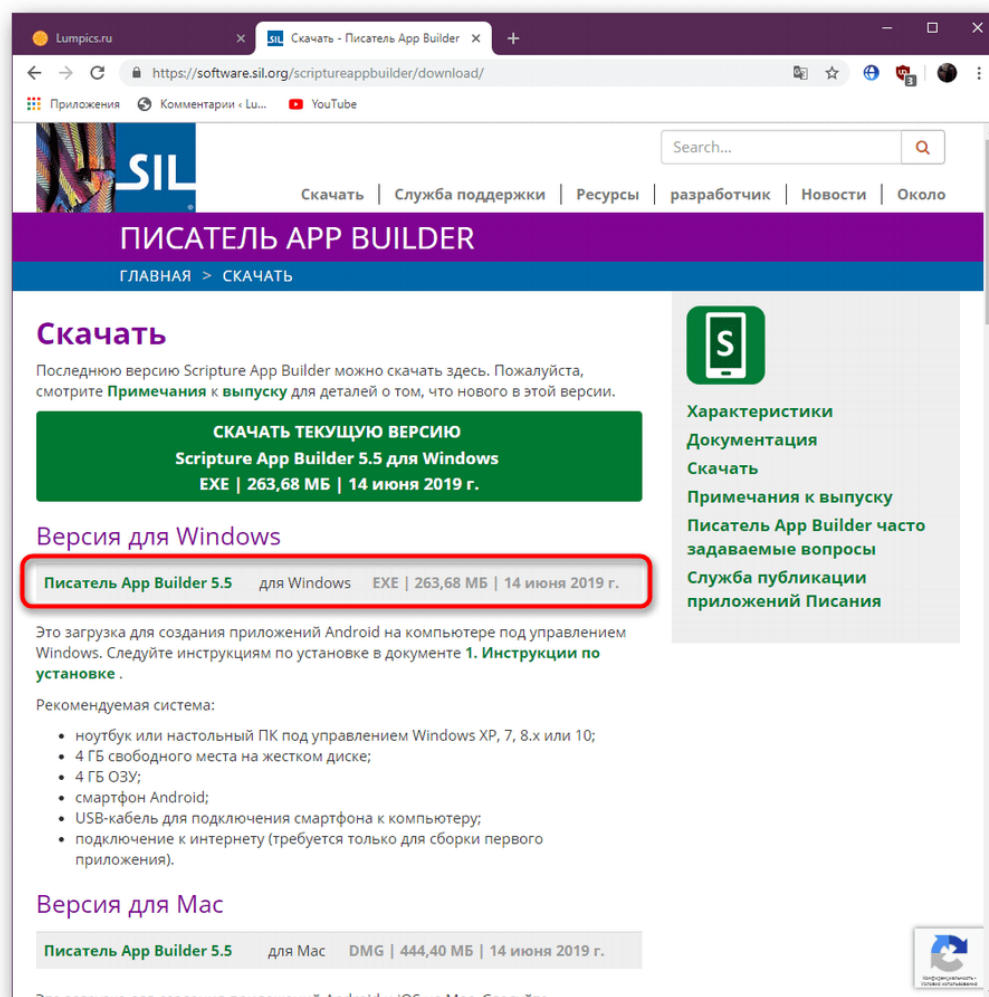 Lumpics.ru
SIL Скачать - Писатель App Builder
https://software.sil.org/scriptureappbuilder/download/
3
Приложения Комментарии ‹ Lu... YouTube
SIL
Search...
Скачать | Служба поддержки | Ресурсы | разработчик | Новости | Около
ПИСАТЕЛЬ APP BUILDER
ГЛАВНАЯ > СКАЧАТЬ
Скачать
Последнюю версию Scripture App Builder можно скачать здесь. Пожалуйста,
смотрите Примечания к выпуску для деталей о том, что нового в этой версии.
СКАЧАТЬ ТЕКУЩУЮ ВЕРСИЮ
Scripture App Builder 5.5 для Windows
EXE | 263,68 МБ | 14 июня 2019 г.
Версия для Windows
Писатель App Builder 5.5 для Windows EXE | 263,68 МБ | 14 июня 2019 г.
Это загрузка для создания приложений Android на компьютере под управлением
Windows. Следуйте инструкциям по установке в документе 1. Инструкции по
установке .
Рекомендуемая система:
• ноутбук или настольный ПК под управлением Windows XP, 7, 8.x или 10;
• 4 ГБ свободного места на жестком диске;
• 4 ГБ ОЗУ;
• смартфон Android;
• USB-кабель для подключения смартфона к компьютеру;
• подключение к интернету (требуется только для сборки первого
приложения).
Версия для Mac
Писатель App Builder 5.5 для Mac DMG | 444,40 МБ | 14 июня 2019 г.
S
Характеристики
Документация
Скачать
Примечания к выпуску
Писатель App Builder часто
задаваемые вопросы
Служба публикации
приложений Писания
Конфиденциальность -
Условия использования